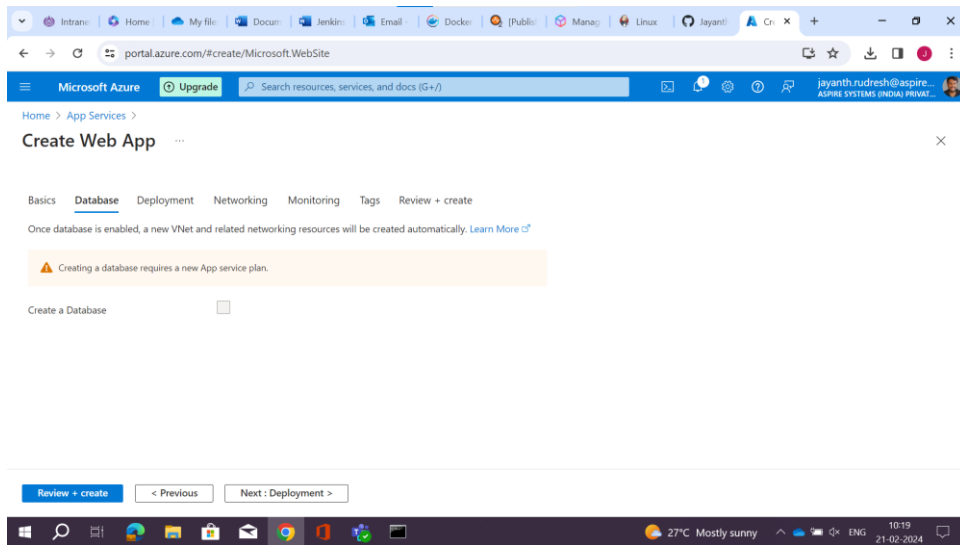 Intrane
Home
My file:
Docum
Jenkin:
Email -
Docker
[Publis
Manag
Linux
Jayanth
Cre
portal.azure.com/#create/Microsoft.WebSite
J
Microsoft Azure
Upgrade
Search resources, services, and docs (G+/)
1
jayanth.rudresh@aspire...
ASPIRE SYSTEMS (INDIA) PRIVAT...
Home > App Services >
Create Web App ...
Basics Database Deployment Networking Monitoring Tags Review + create
Once database is enabled, a new VNet and related networking resources will be created automatically. Learn More
Creating a database requires a new App service plan.
Create a Database
Review + create
< Previous
Next : Deployment >
27°C Mostly sunny
ENG
10:19
21-02-2024